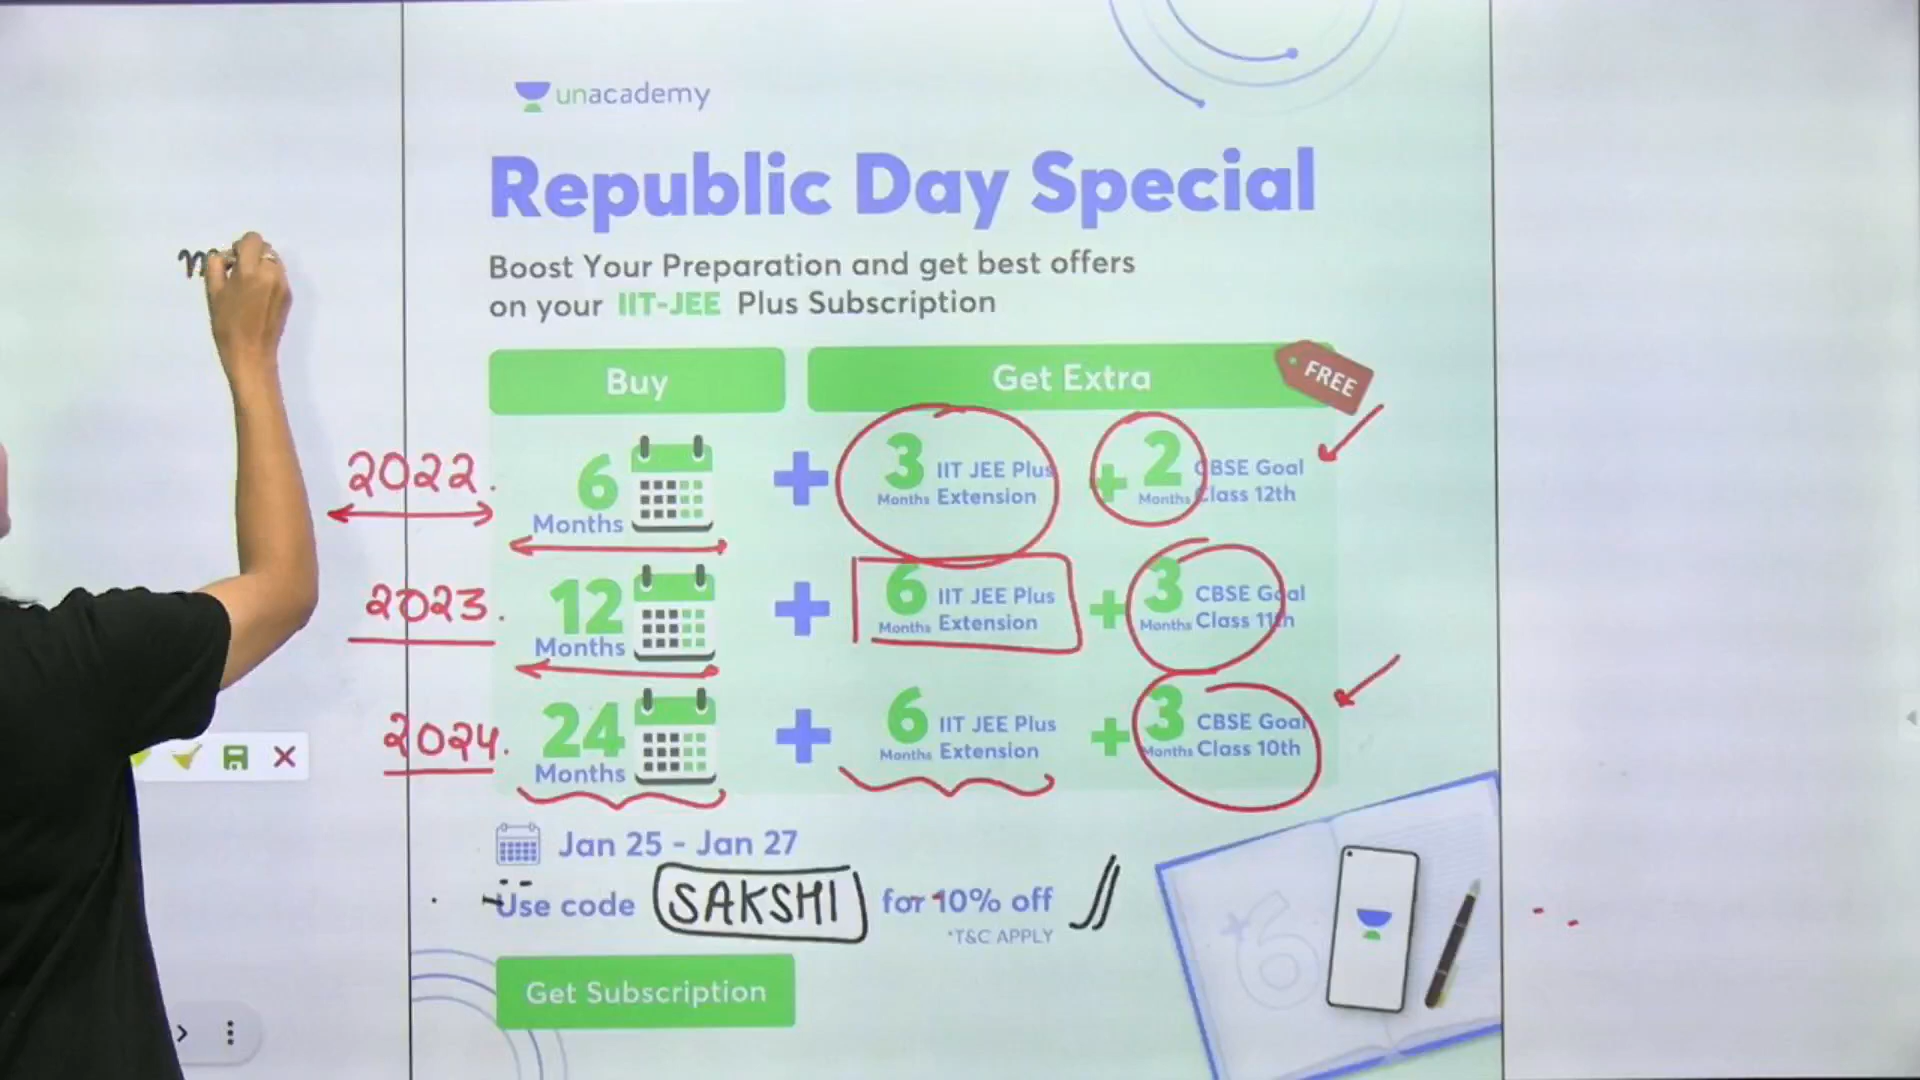 unacademy
Republic Day Special
Boost Your Preparation and get best offers
on your IIT-JEE Plus Subscription
Buy
Get Extra
FREE
2022.
6
Months
+
3
Months
IIT JEE Plus
Extension
+
2
Months
CBSE Goal
Class 12th
2023.
12
Months
+
6
Months
IIT JEE Plus
Extension
+
3
Months
CBSE Goal
Class 11th
2024.
24
Months
+
6
Months
IIT JEE Plus
Extension
+
3
Months
CBSE Goal
Class 10th
Jan 25 - Jan 27
Use code SAKSHI for 10% off
*T&C APPLY
Get Subscription
+6